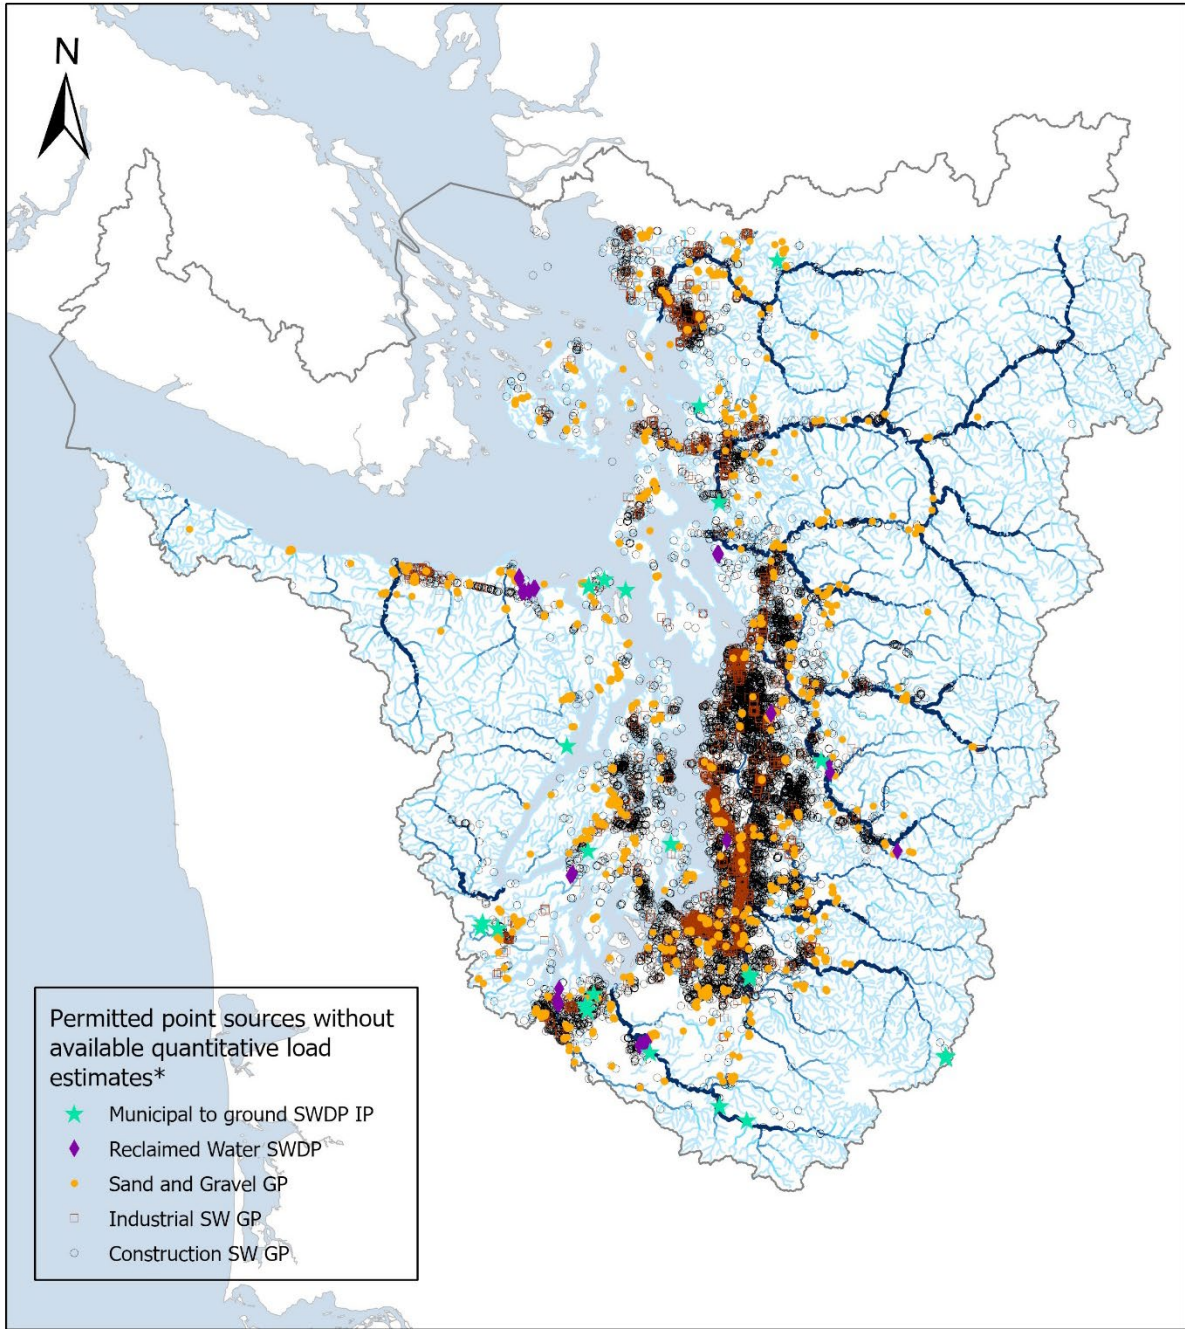 N
Permitted point sources without
available quantitative load
estimates*
Municipal to ground SWDP IP
Reclaimed Water SWDP
Sand and Gravel GP
Industrial SW GP
Construction SW GP